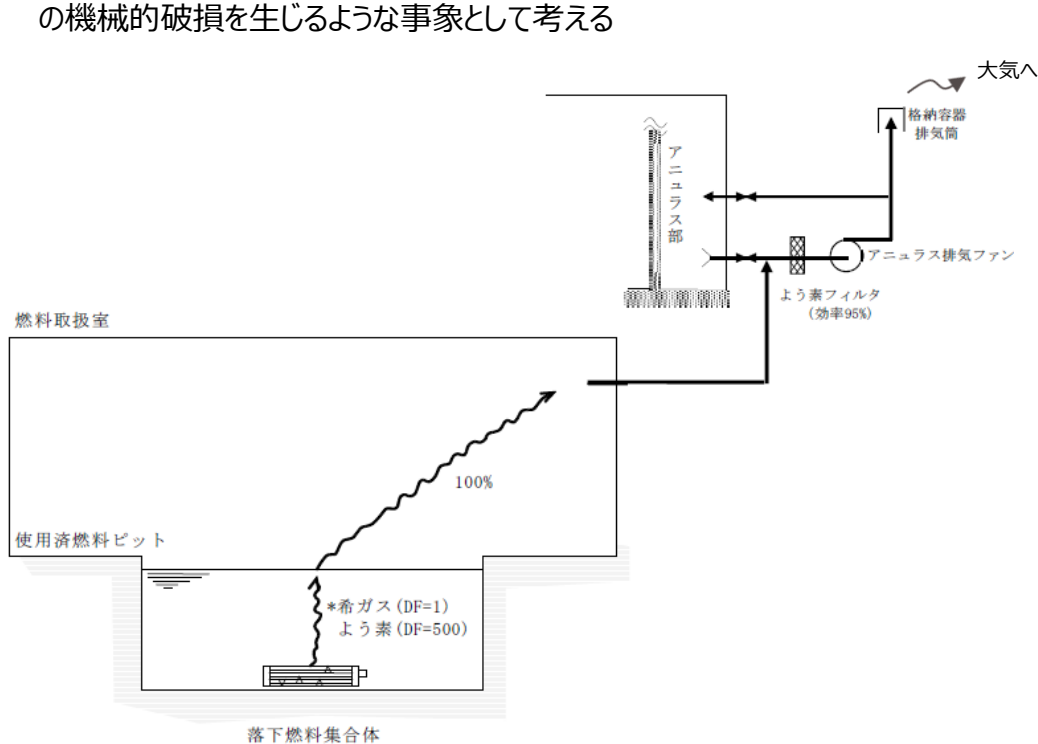 の機械的破損を生じるような事象として考える
大気へ
格納容器
排気筒
アニュラス部
アニュラス排気ファン
よう素フィルタ
(効率95%)
燃料取扱室
100%
使用済燃料ピット
*希ガス(DF=1)
よう素(DF=500)
落下燃料集合体